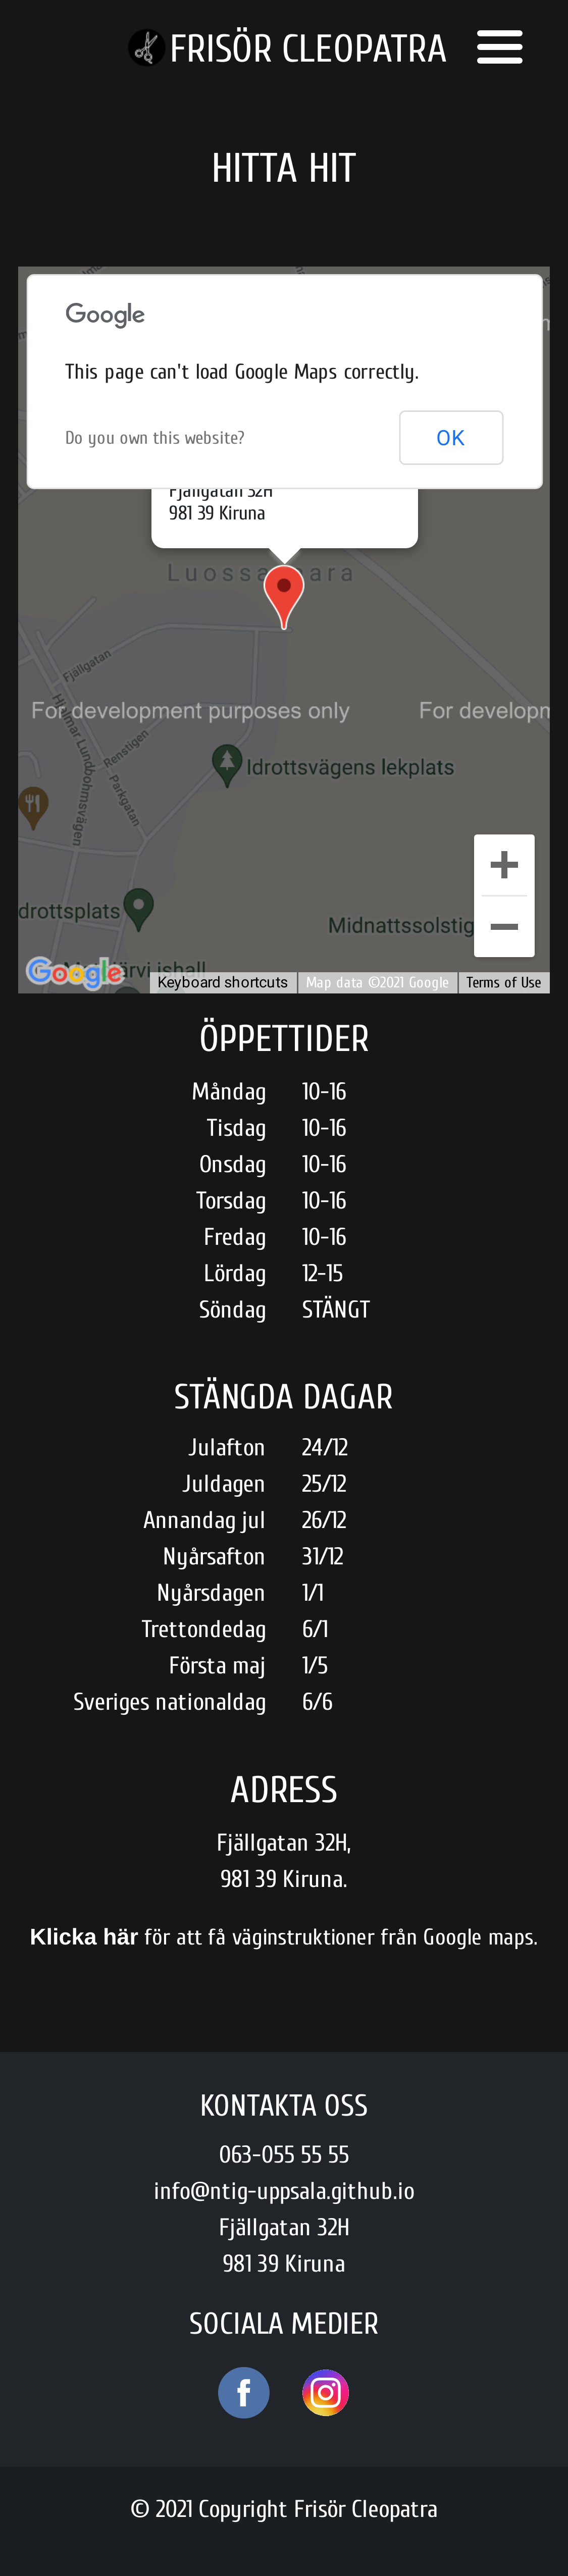 FRISÖR CLEOPATRA
HITTA HIT
Google
This page can't load Google Maps correctly.
Do you own this website?
OK
Fjällgatan 32H
981 39 Kiruna
Fjällgatan
Hjalmar Lundbohmsvägen
Renstigen
Parkgatan
For development purposes only
For developm
Idrottsvägens lekplats
drottsplats
Midnattssolstig
järvi ishall
Google
Keyboard shortcuts
Map data ©2021 Google
Terms of Use
ÖPPETTIDER
Måndag 10-16
Tisdag 10-16
Onsdag 10-16
Torsdag 10-16
Fredag 10-16
Lördag 12-15
Söndag STÄNGT
STÄNGDA DAGAR
Julafton 24/12
Juldagen 25/12
Annandag jul 26/12
Nyårsafton 31/12
Nyårsdagen 1/1
Trettondedag 6/1
Första maj 1/5
Sveriges nationaldag 6/6
ADRESS
Fjällgatan 32H,
981 39 Kiruna.
Klicka här för att få väginstruktioner från Google maps.
KONTAKTA OSS
063-055 55 55
info@ntig-uppsala.github.io
Fjällgatan 32H
981 39 Kiruna
SOCIALA MEDIER
© 2021 Copyright Frisör Cleopatra